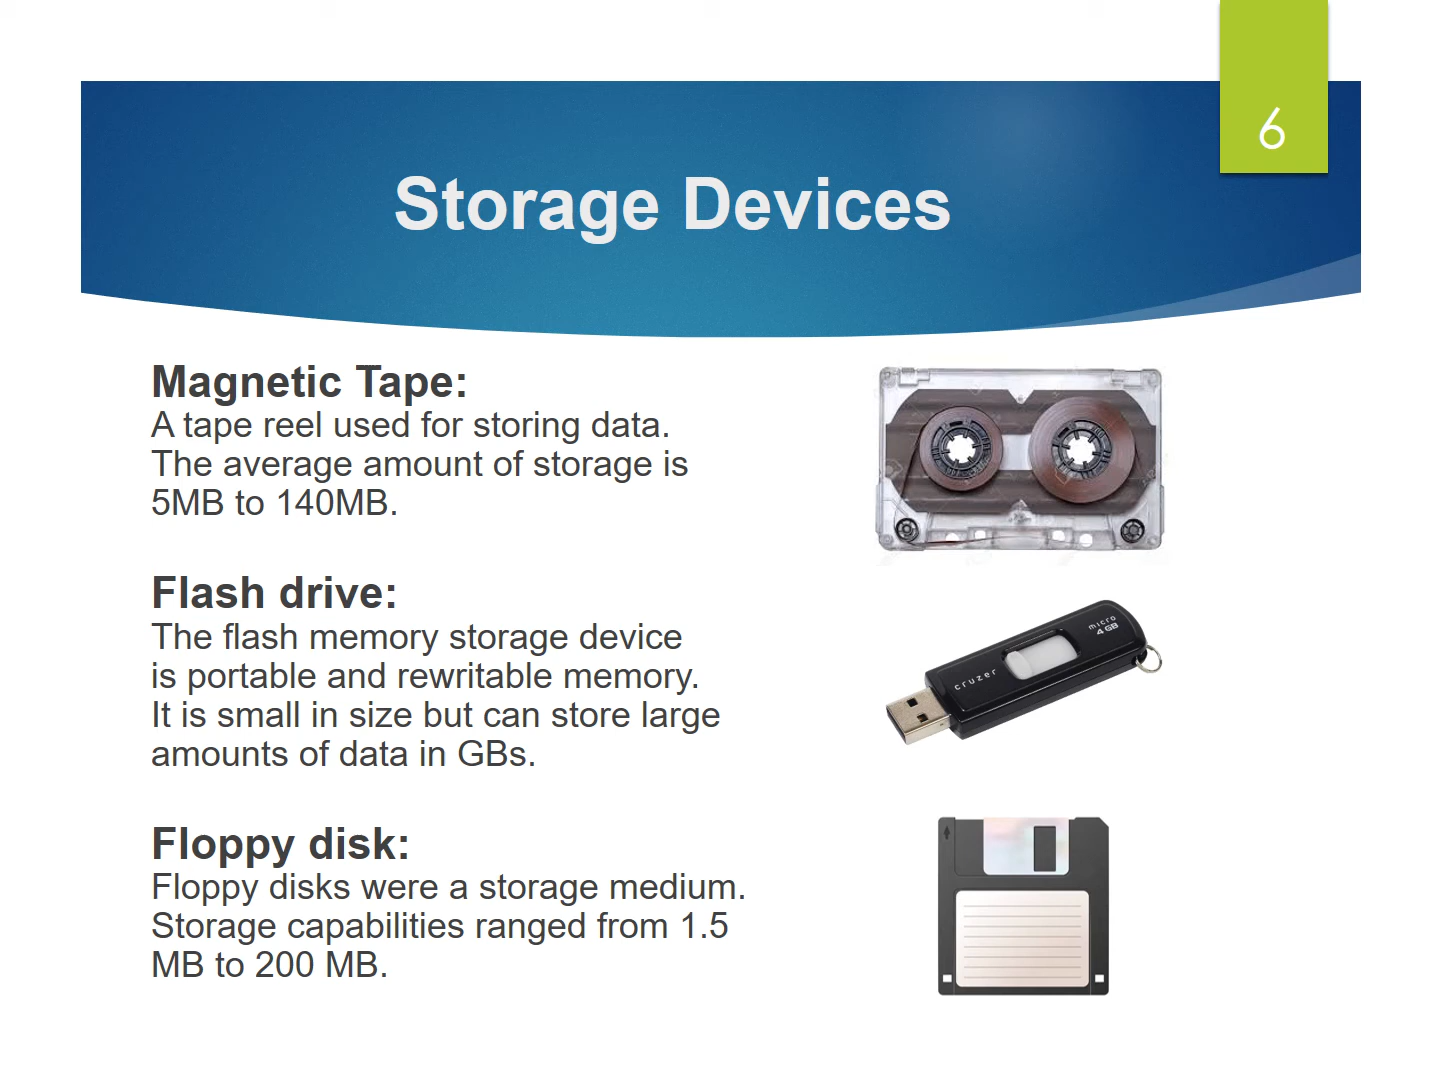 6
Storage Devices
Magnetic Tape:
A tape reel used for storing data.
The average amount of storage is
5MB to 140MB.
Flash drive:
The flash memory storage device
is portable and rewritable memory.
It is small in size but can store large
amounts of data in GBs.
micro
4 GB
cruzer
Floppy disk:
Floppy disks were a storage medium.
Storage capabilities ranged from 1.5
MB to 200 MB.